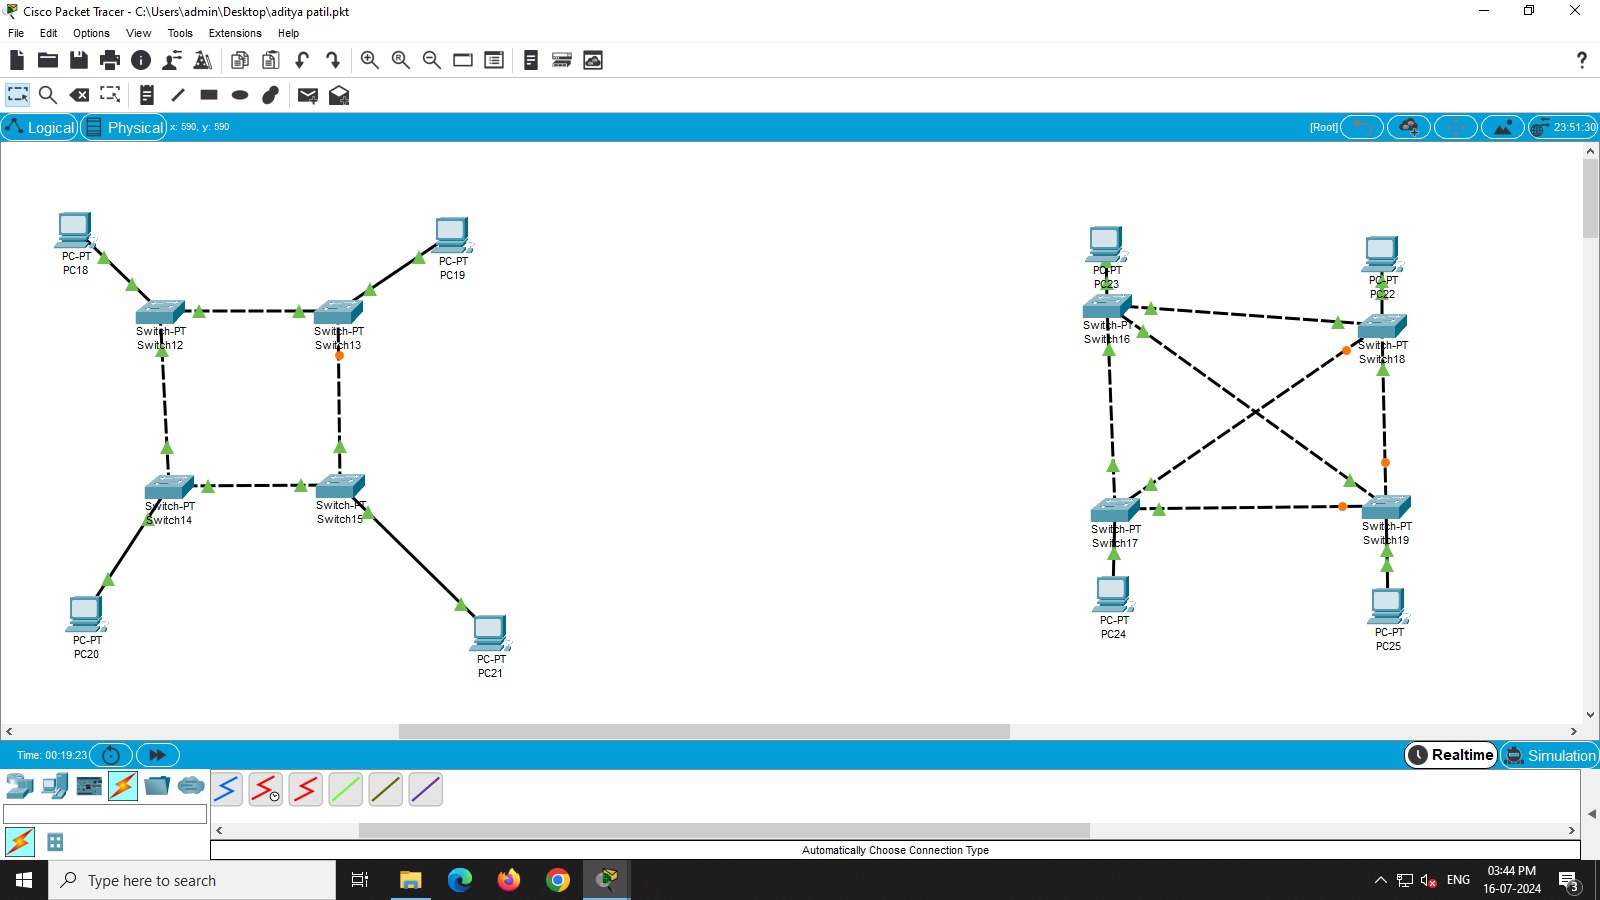 Cisco Packet Tracer - C:\Users\admin\Desktop\aditya patil.pkt
File Edit Options View Tools Extensions Help
Logical Physical x: 590, y: 590 [Root] 23:51:30
PC-PT
PC18
PC-PT
PC19
Switch-PT
Switch12
Switch-PT
Switch13
Switch-PT
Switch14
Switch-PT
Switch15
PC-PT
PC20
PC-PT
PC21
PC-PT
PC23
PC-PT
PC22
Switch-PT
Switch16
Switch-PT
Switch18
Switch-PT
Switch17
Switch-PT
Switch19
PC-PT
PC24
PC-PT
PC25
Time: 00:19:23 Realtime Simulation
Automatically Choose Connection Type
Type here to search
ENG
03:44 PM
16-07-2024
3